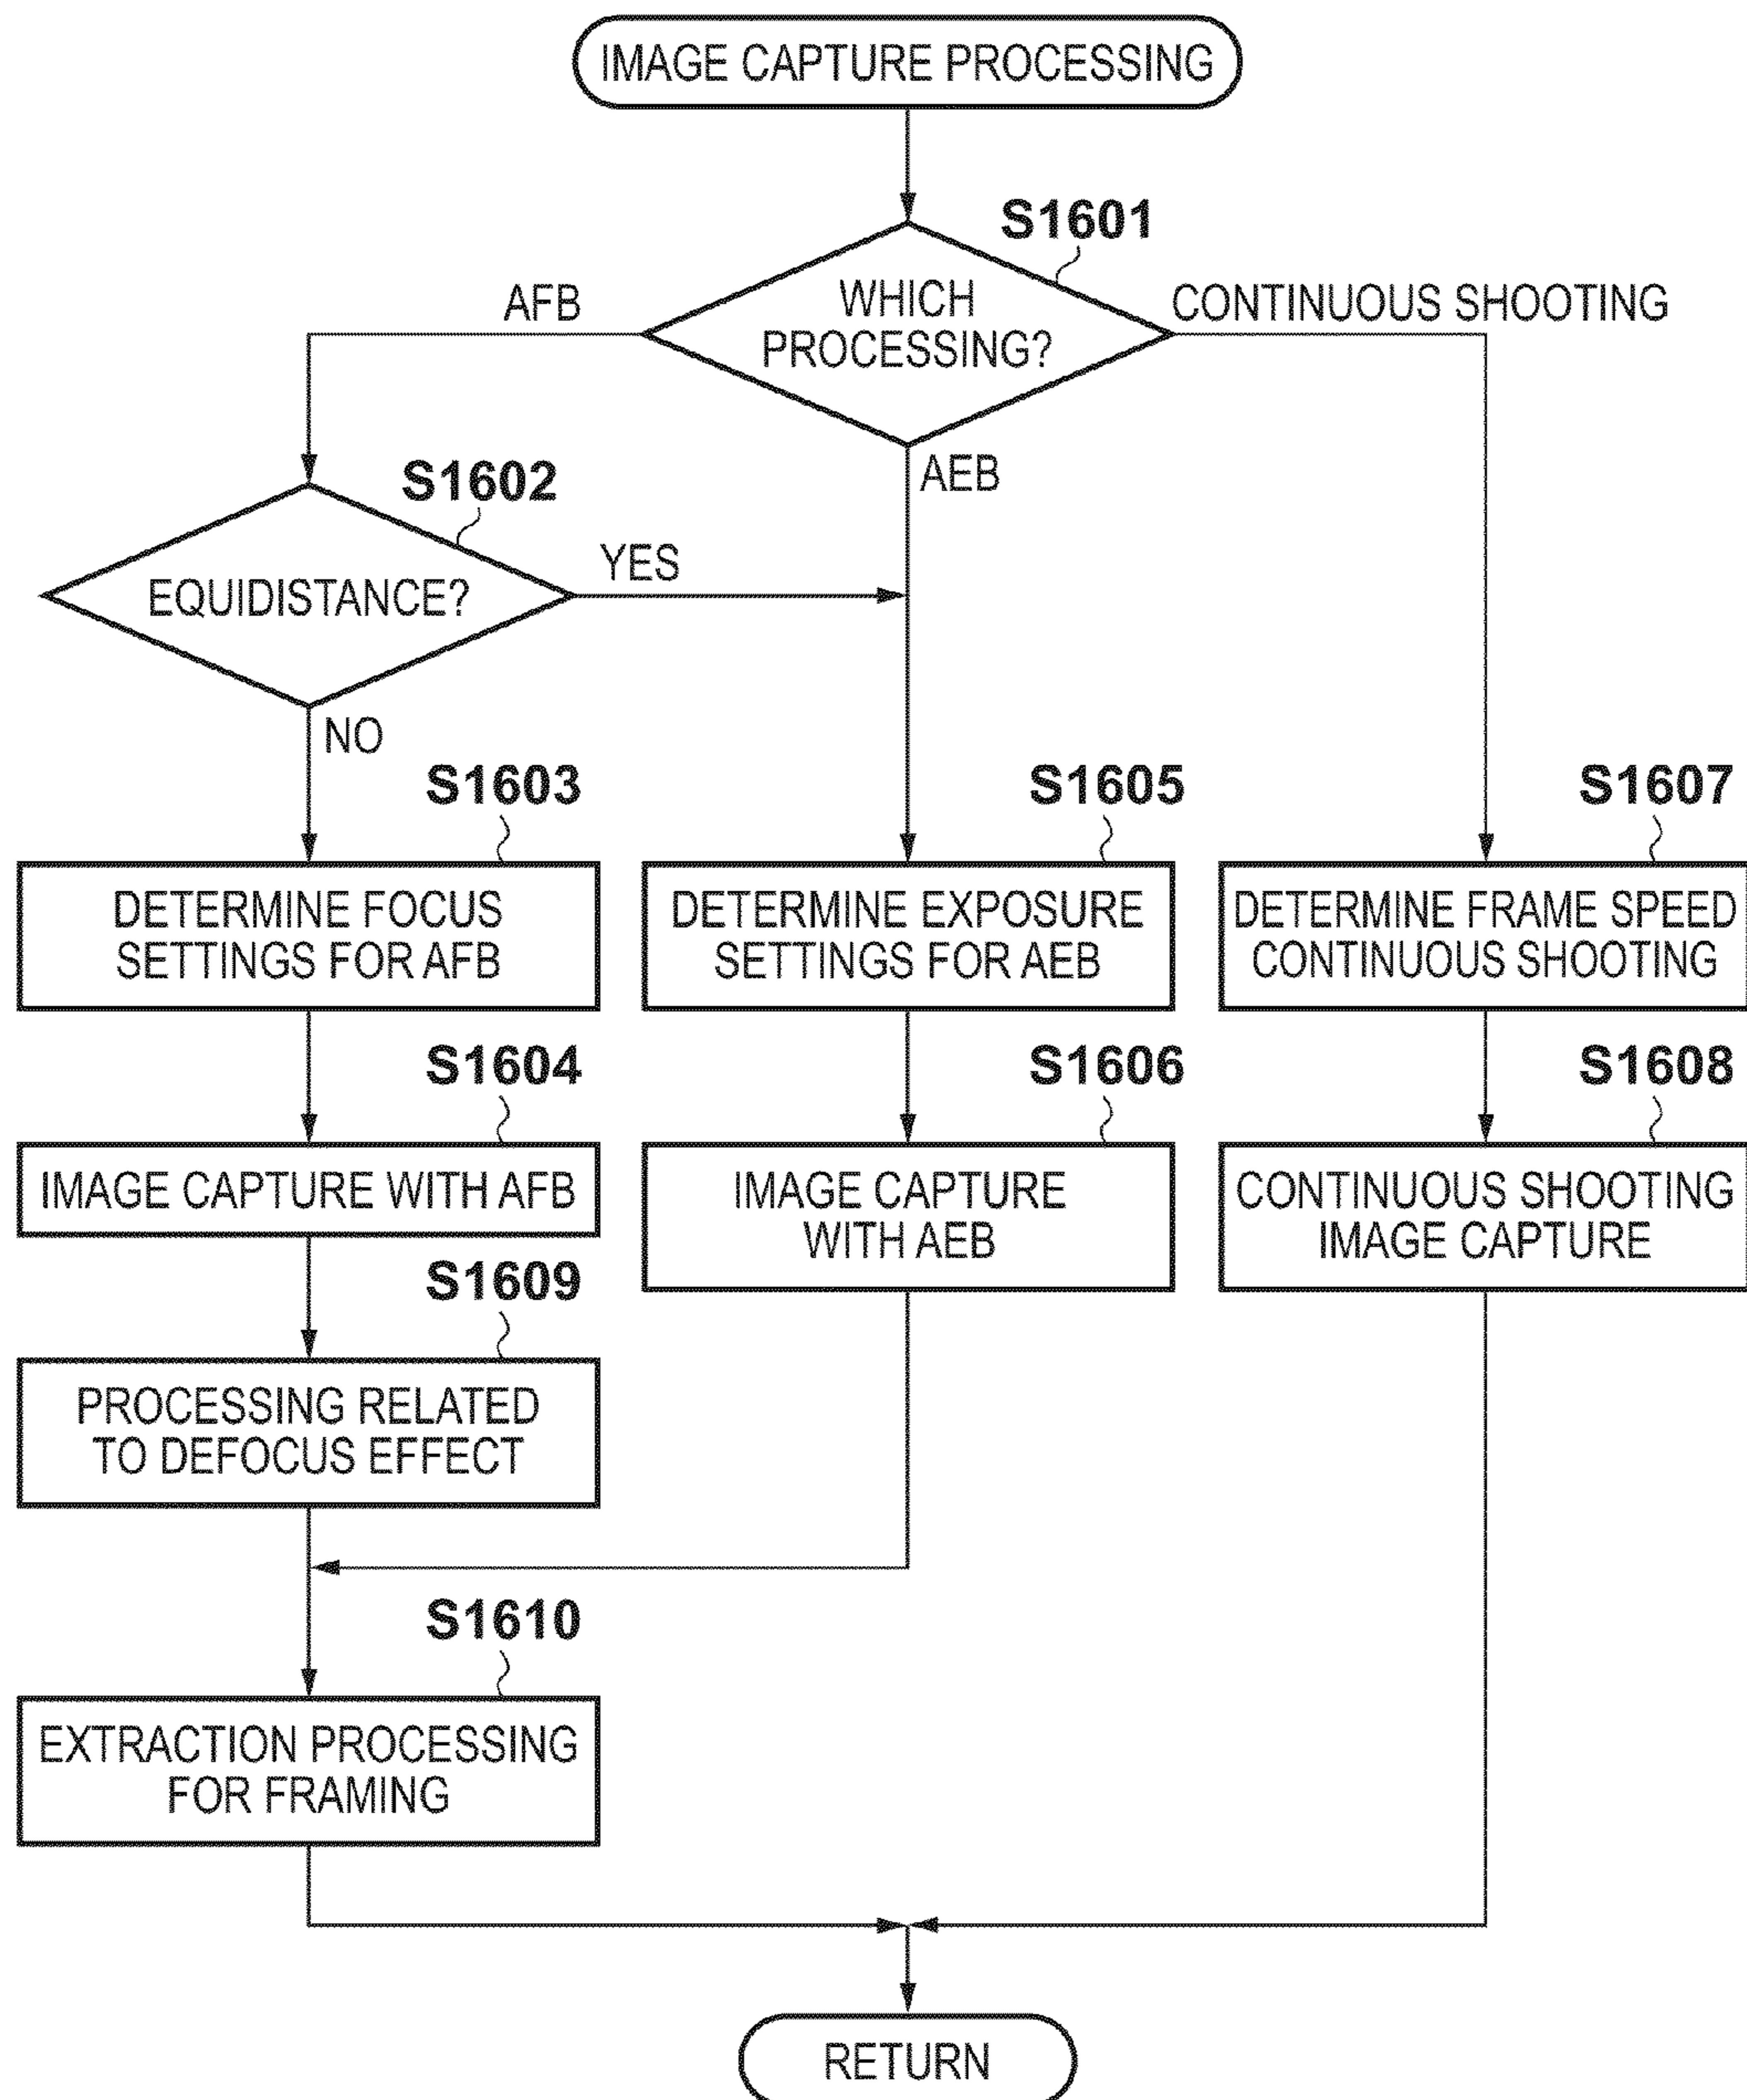 IMAGE CAPTURE PROCESSING
S1601
AFB
WHICH
PROCESSING?
CONTINUOUS SHOOTING
AEB
S1602
EQUIDISTANCE?
YES
NO
S1603
DETERMINE FOCUS
SETTINGS FOR AFB
S1605
DETERMINE EXPOSURE
SETTINGS FOR AEB
S1607
DETERMINE FRAME SPEED
CONTINUOUS SHOOTING
S1604
IMAGE CAPTURE WITH AFB
S1606
IMAGE CAPTURE
WITH AEB
S1608
CONTINUOUS SHOOTING
IMAGE CAPTURE
S1609
PROCESSING RELATED
TO DEFOCUS EFFECT
S1610
EXTRACTION PROCESSING
FOR FRAMING
RETURN